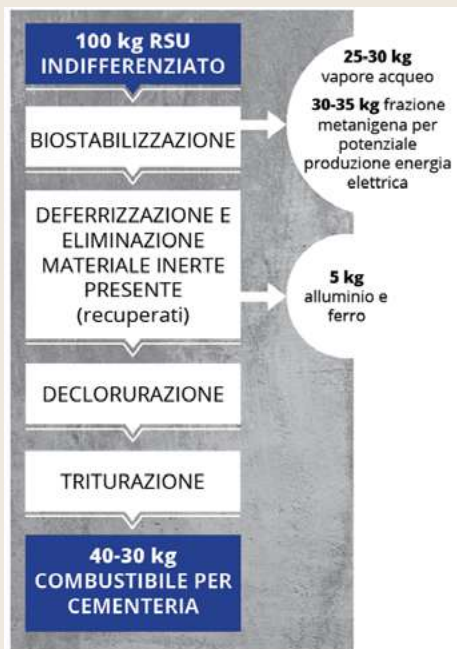 100 kg RSU
INDIFFERENZIATO
25-30 kg
vapore acqueo
30-35 kg frazione
metanigena per
potenziale
produzione energia
elettrica
BIOSTABILIZZAZIONE
DEFERRIZZAZIONE E
ELIMINAZIONE
MATERIALE INERTE
PRESENTE
(recuperati)
5 kg
alluminio e
ferro
DECLORURAZIONE
TRITURAZIONE
40-30 kg
COMBUSTIBILE PER
CEMENTERIA